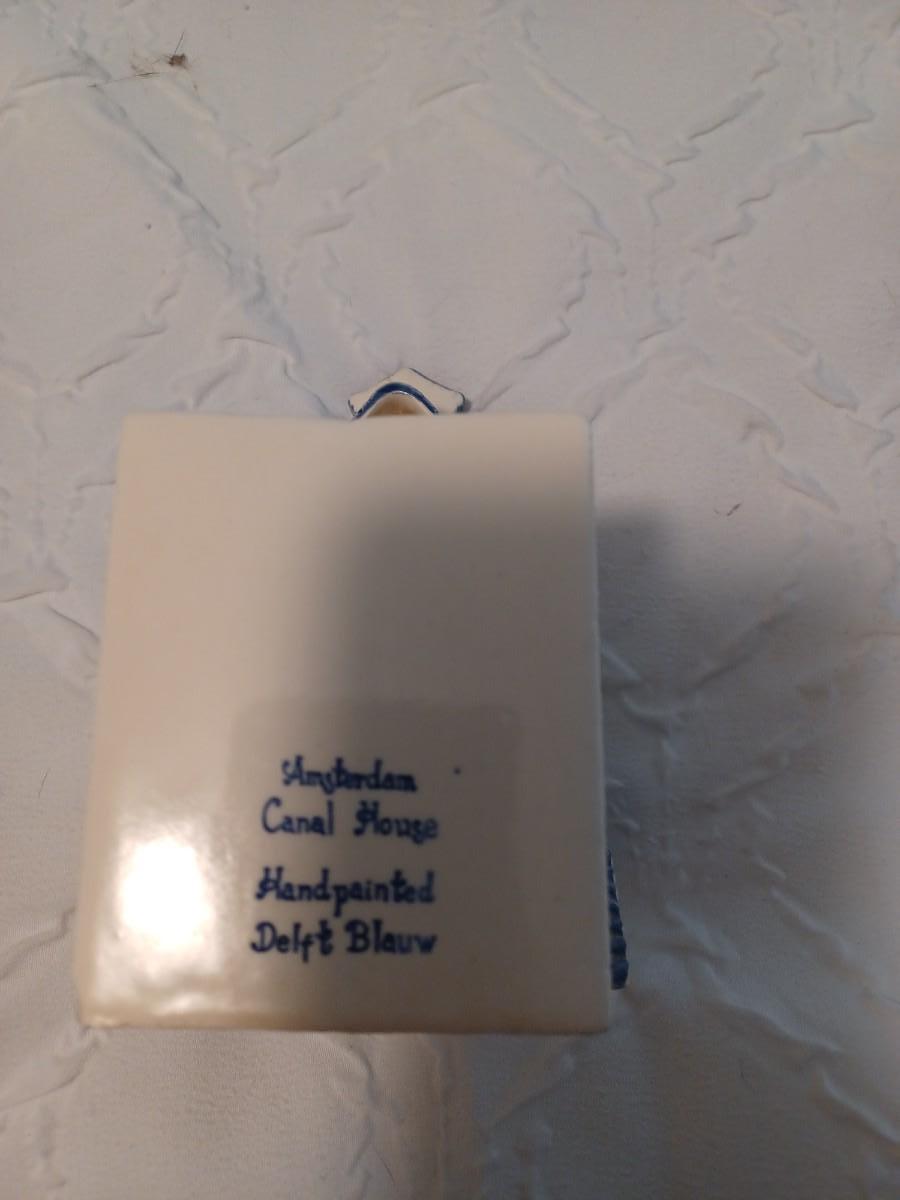 Amsterdam
Canal House
Handpainted
Delft Blauw